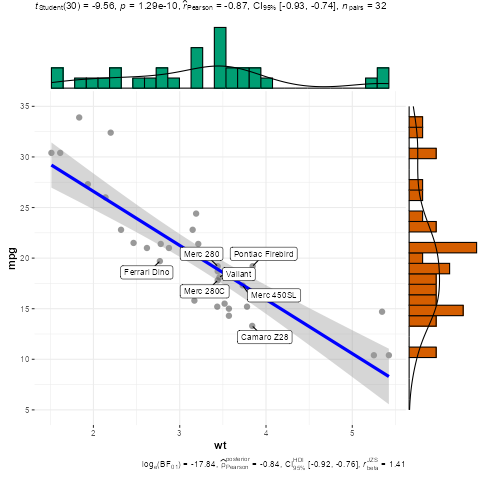 tStudent(30) = -9.56, p = 1.29e-10, r̂Pearson = -0.87, CI95% [-0.93, -0.74], npairs = 32
35
30
25
20
15
10
5
mpg
Merc 280
Pontiac Firebird
Ferrari Dino
Valiant
Merc 280C
Merc 450SL
Camaro Z28
2
3
4
5
wt
loge(BF01) = -17.84, ρ̂Pearson posterior = -0.84, CI95% HDI [-0.92, -0.76], rbeta JZS = 1.41